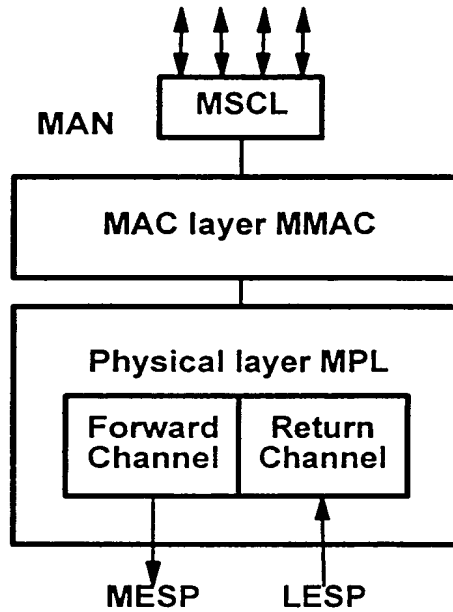 MSCL
MAN
MAC layer MMAC
Physical layer MPL
Forward Channel
Return Channel
MESP
LESP